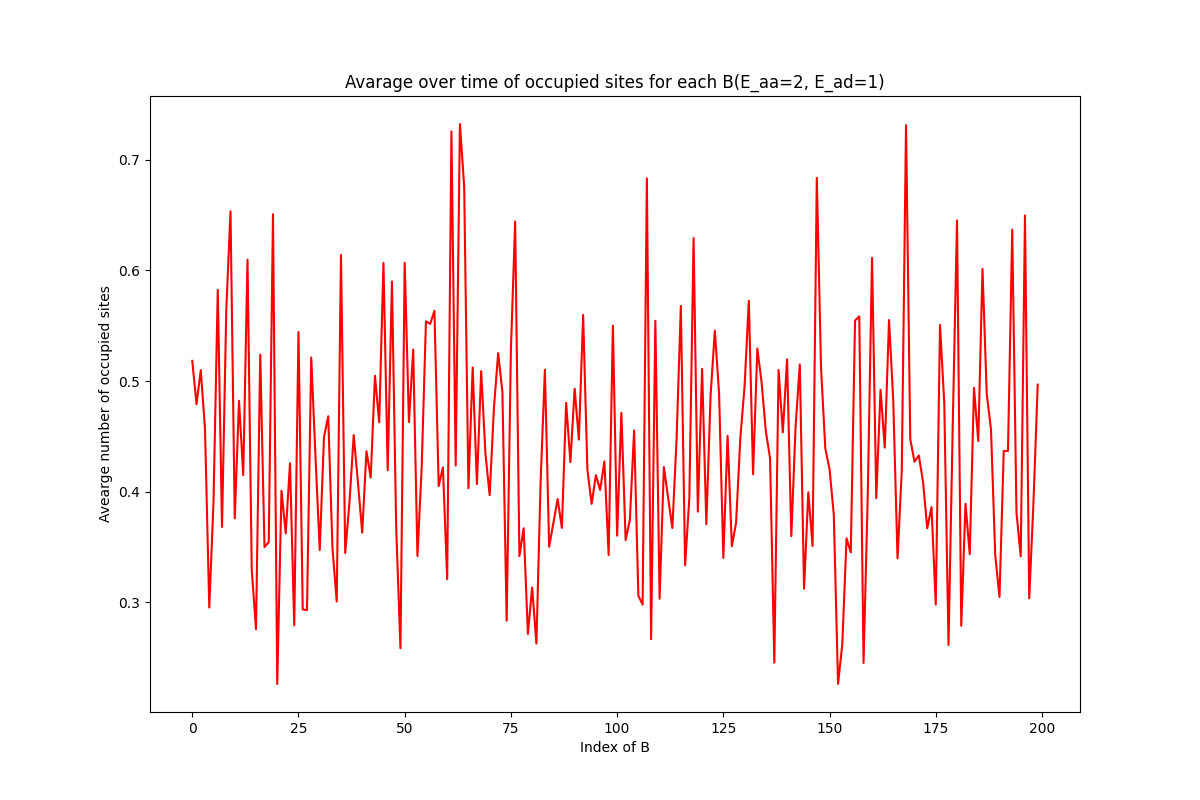 Avarage over time of occupied sites for each B(E_aa=2, E_ad=1)
0.7
0.6
0.5
0.4
0.3
Avearge number of occupied sites
0 25 50 75 100 125 150 175 200
Index of B